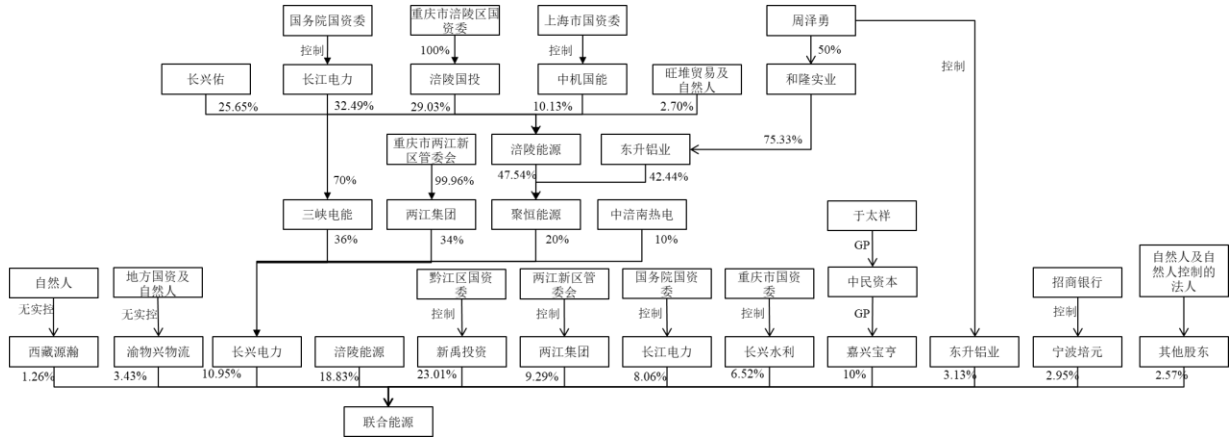 国务院国资委
重庆市涪陵区国
资委
上海市国资委
周泽勇
控制
100%
控制
50%
控制
长兴佑
长江电力
涪陵国投
中机国能
旺堆贸易及
自然人
和隆实业
25.65%
32.49%
29.03%
10.13%
2.70%
75.33%
重庆市两江新
区管委会
涪陵能源
东升铝业
70%
99.96%
47.54%
42.44%
三峡电能
两江集团
聚恒能源
中涪南热电
于太祥
36%
34%
20%
10%
GP
自然人
地方国资及
自然人
黔江区国资
委
两江新区管
委会
国务院国资
委
重庆市国资
委
中民资本
招商银行
自然人及自
然人控制的
法人
无实控
无实控
控制
控制
控制
控制
GP
控制
西藏源瀚
渝物兴物流
长兴电力
涪陵能源
新禹投资
两江集团
长江电力
长兴水利
嘉兴宝亨
东升铝业
宁波培元
其他股东
1.26%
3.43%
10.95%
18.83%
23.01%
9.29%
8.06%
6.52%
10%
3.13%
2.95%
2.57%
联合能源